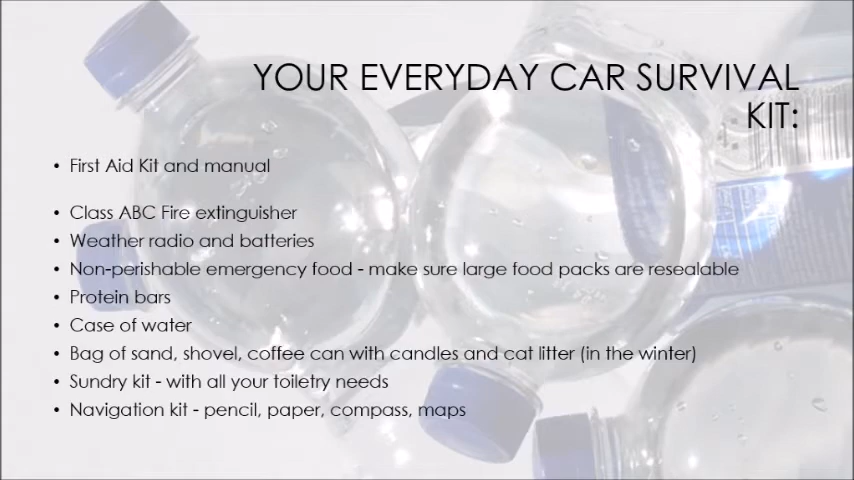 YOUR EVERYDAY CAR SURVIVAL
KIT:
• First Aid Kit and manual
• Class ABC Fire extinguisher
• Weather radio and batteries
• Non-perishable emergency food - make sure large food packs are resealable
• Protein bars
• Case of water
• Bag of sand, shovel, coffee can with candles and cat litter (in the winter)
• Sundry kit - with all your toiletry needs
• Navigation kit - pencil, paper, compass, maps